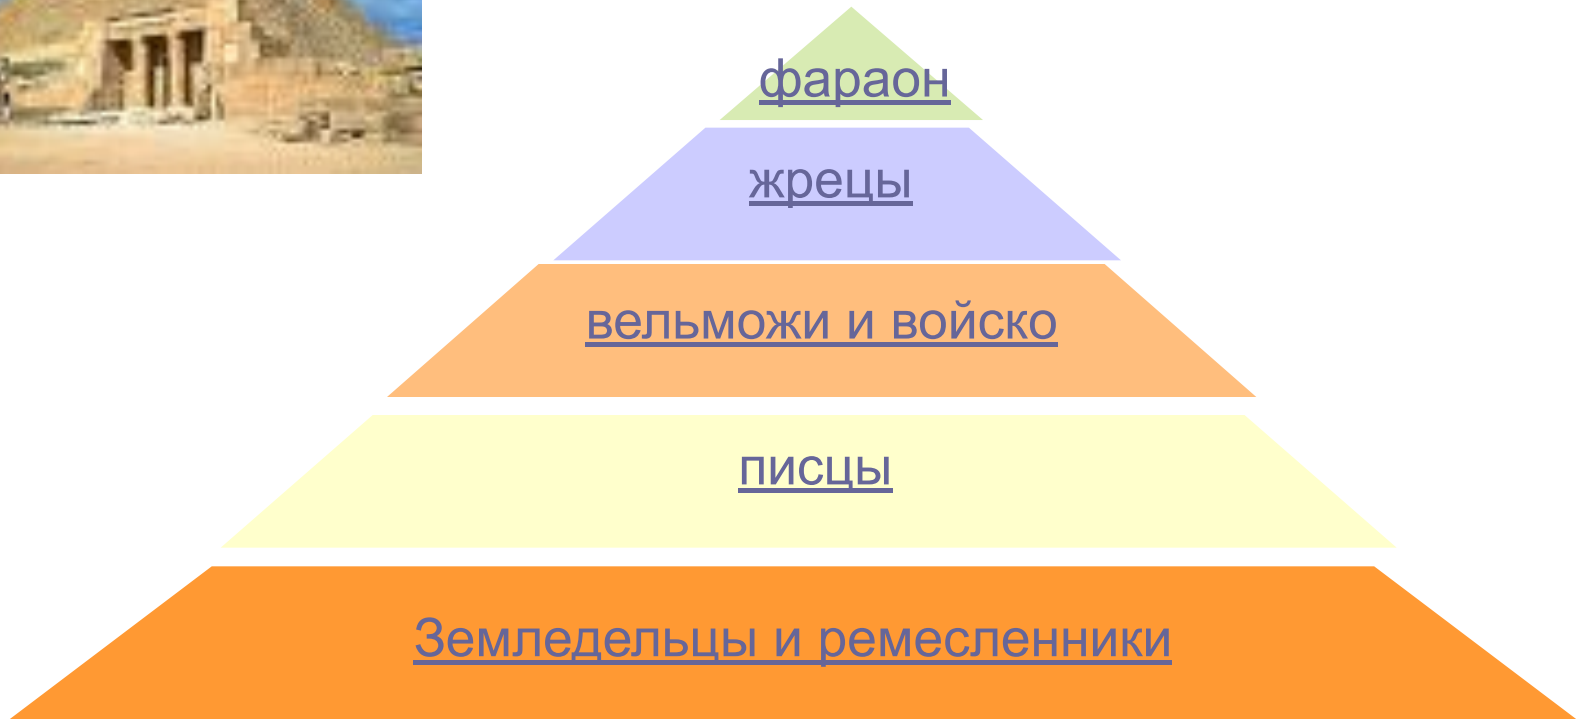 фараон
жрецы
вельможи и войско
писцы
Земледельцы и ремесленники